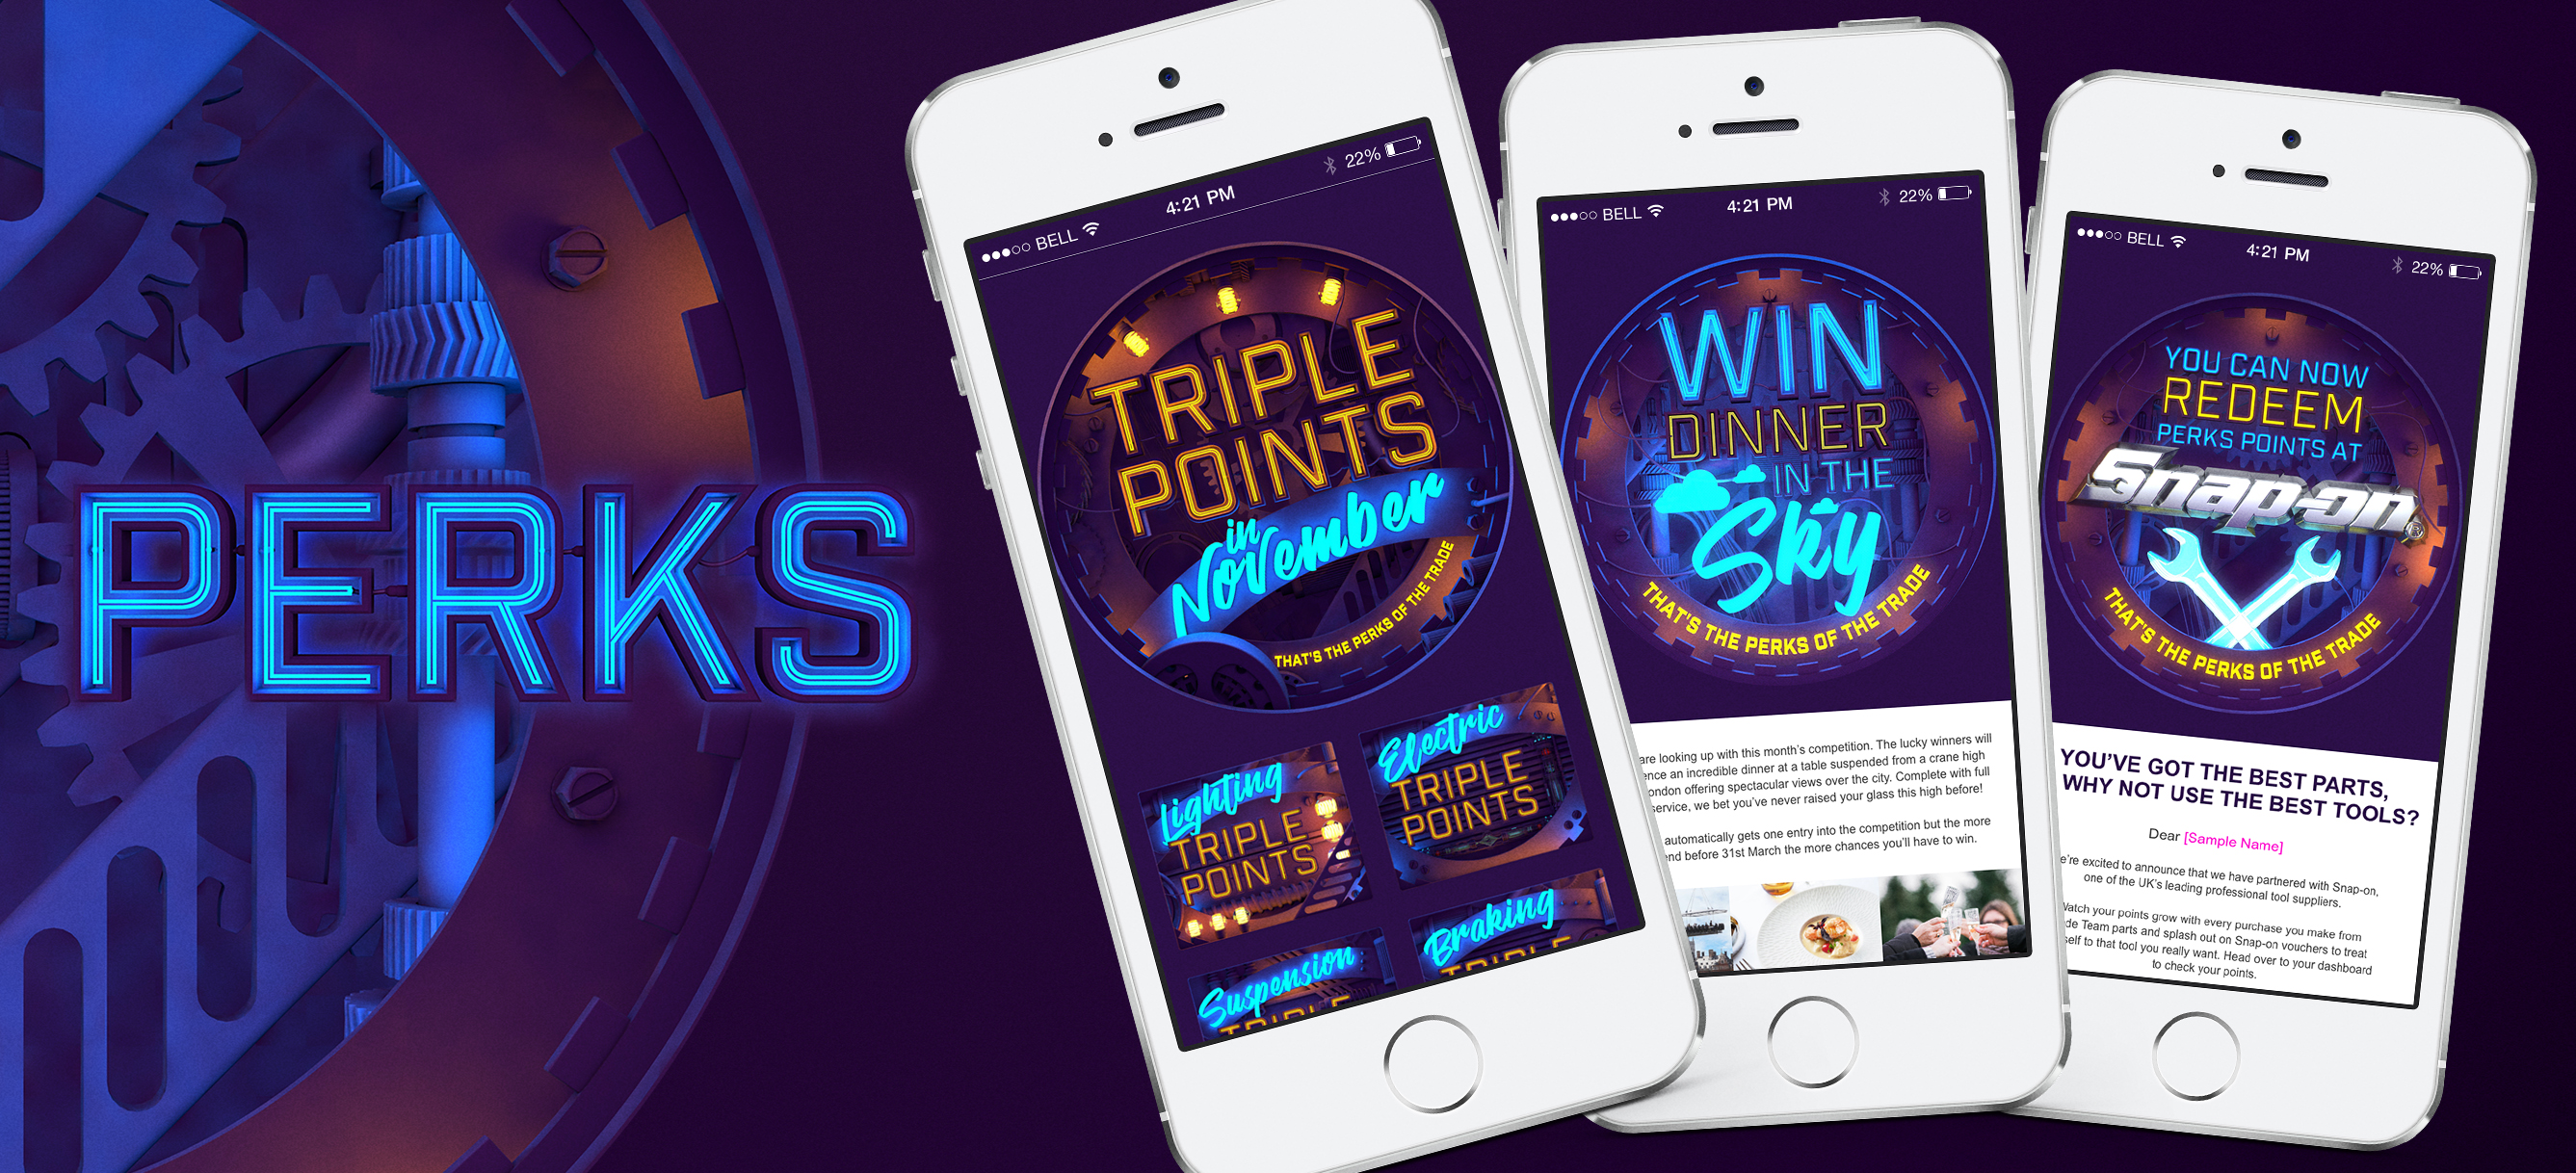 PERKS
BELL
4:21 PM
22%
TRIPLE
POINTS
in
November
THAT'S THE PERKS OF THE TRADE
Lighting
TRIPLE
POINTS
Electric
TRIPLE
POINTS
Suspension
TRIPLE
Braking
TRIPLE
BELL
4:21 PM
22%
WIN
DINNER
IN THE
Sky
THAT'S THE PERKS OF THE TRADE
are looking up with this month's competition. The lucky winners will
an incredible dinner at a table suspended from a crane high
offering spectacular views over the city. Complete with full
service, we bet you've never raised your glass this high before!
automatically gets one entry into the competition but the more
before 31st March the more chances you'll have to win.
BELL
4:21 PM
22%
YOU CAN NOW
REDEEM
PERKS POINTS AT
Snap-on®
THAT'S THE PERKS OF THE TRADE
YOU'VE GOT THE BEST PARTS,
WHY NOT USE THE BEST TOOLS?
Dear [Sample Name]
excited to announce that we have partnered with Snap-on,
one of the UK's leading professional tool suppliers.
your points grow with every purchase you make from
Team parts and splash out on Snap-on vouchers to treat
to that tool you really want. Head over to your dashboard
to check your points.